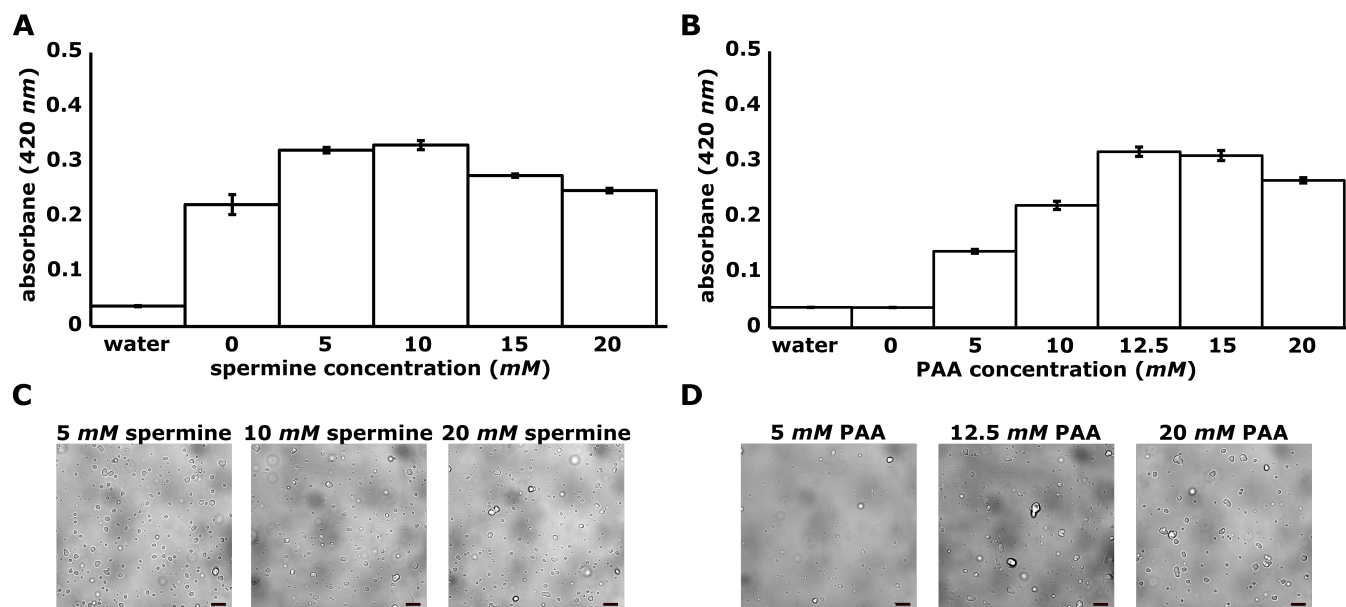 A
0.5
0.4
0.3
0.2
0.1
0
absorbane (420 nm)
water 0 5 10 15 20
spermine concentration (mM)
B
0.5
0.4
0.3
0.2
0.1
0
absorbane (420 nm)
water 0 5 10 12.5 15 20
PAA concentration (mM)
C
5 mM spermine 10 mM spermine 20 mM spermine
D
5 mM PAA 12.5 mM PAA 20 mM PAA